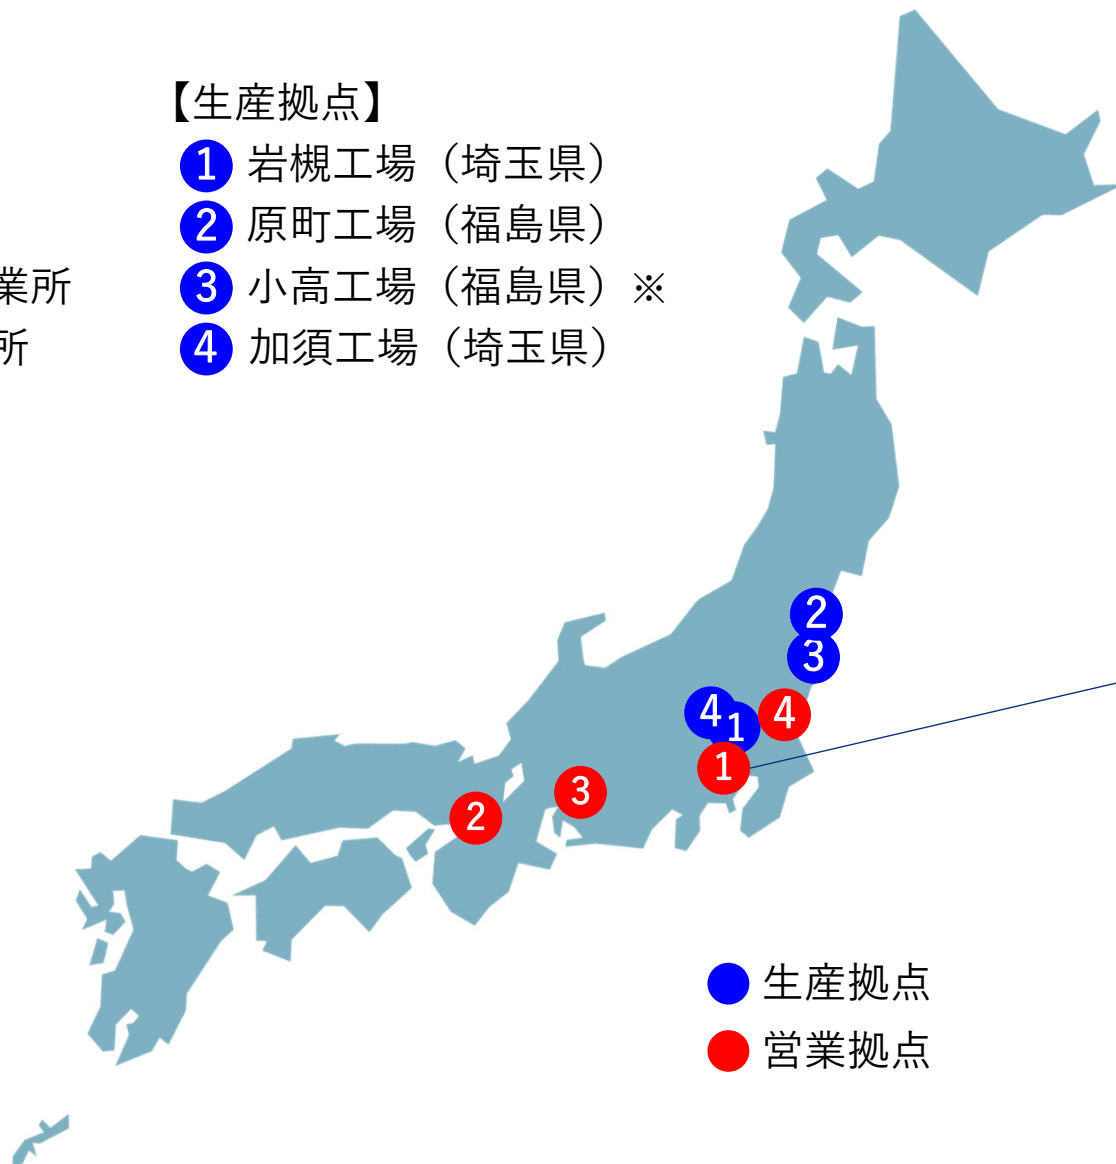 【生産拠点】
1 岩槻工場（埼玉県）
2 原町工場（福島県）
業所
3 小高工場（福島県）※
所
4 加須工場（埼玉県）
2
3
4
1
4
1
3
2
生産拠点
営業拠点